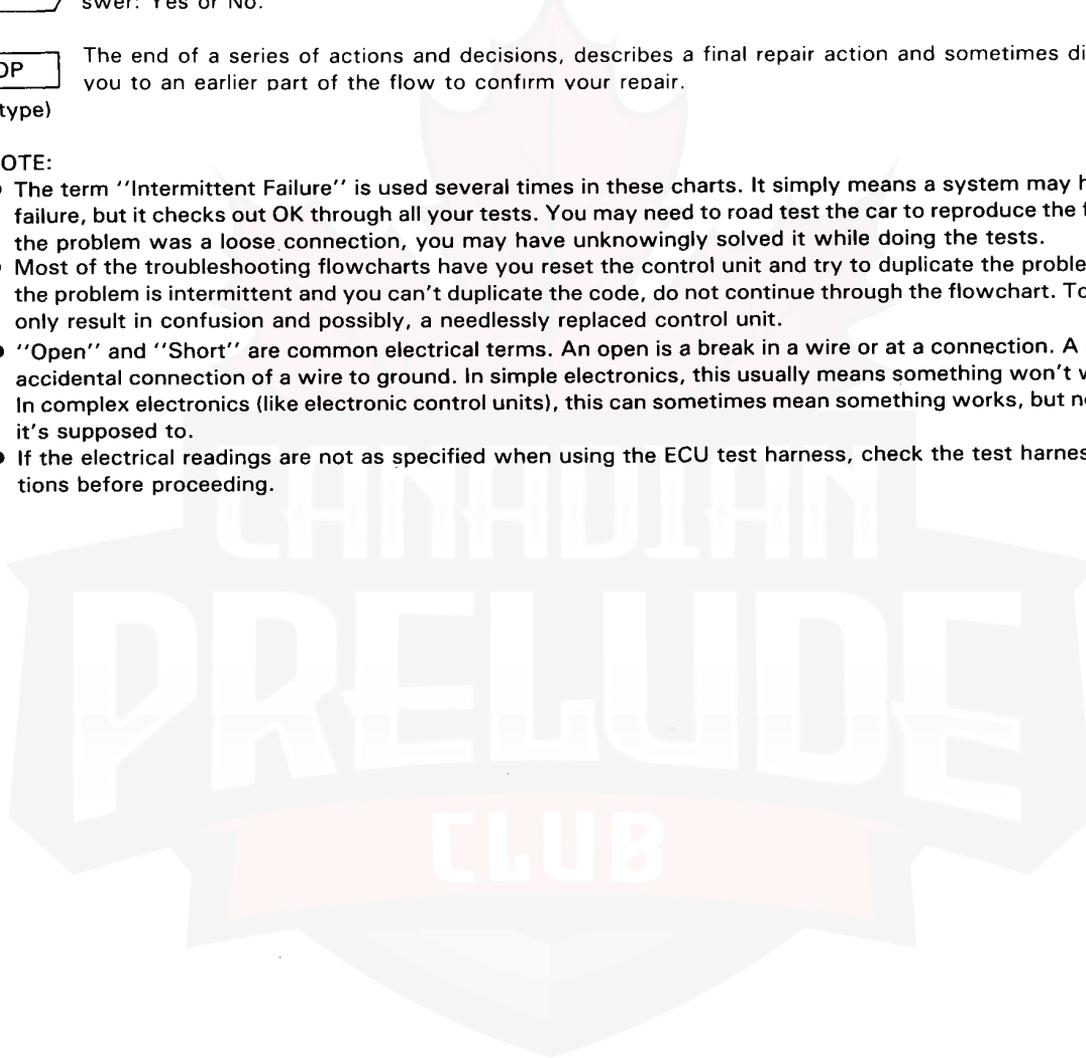 swer: Yes or No.
OP The end of a series of actions and decisions, describes a final repair action and sometimes di
you to an earlier part of the flow to confirm your repair.
type)
OTE:
The term ''Intermittent Failure'' is used several times in these charts. It simply means a system may h
failure, but it checks out OK through all your tests. You may need to road test the car to reproduce the f
the problem was a loose connection, you may have unknowingly solved it while doing the tests.
Most of the troubleshooting flowcharts have you reset the control unit and try to duplicate the proble
the problem is intermittent and you can't duplicate the code, do not continue through the flowchart. To
only result in confusion and possibly, a needlessly replaced control unit.
● ''Open'' and ''Short'' are common electrical terms. An open is a break in a wire or at a connection. A
accidental connection of a wire to ground. In simple electronics, this usually means something won't w
In complex electronics (like electronic control units), this can sometimes mean something works, but n
it's supposed to.
● If the electrical readings are not as specified when using the ECU test harness, check the test harnes
tions before proceeding.
CANADIAN
PRELUDE
CLUB